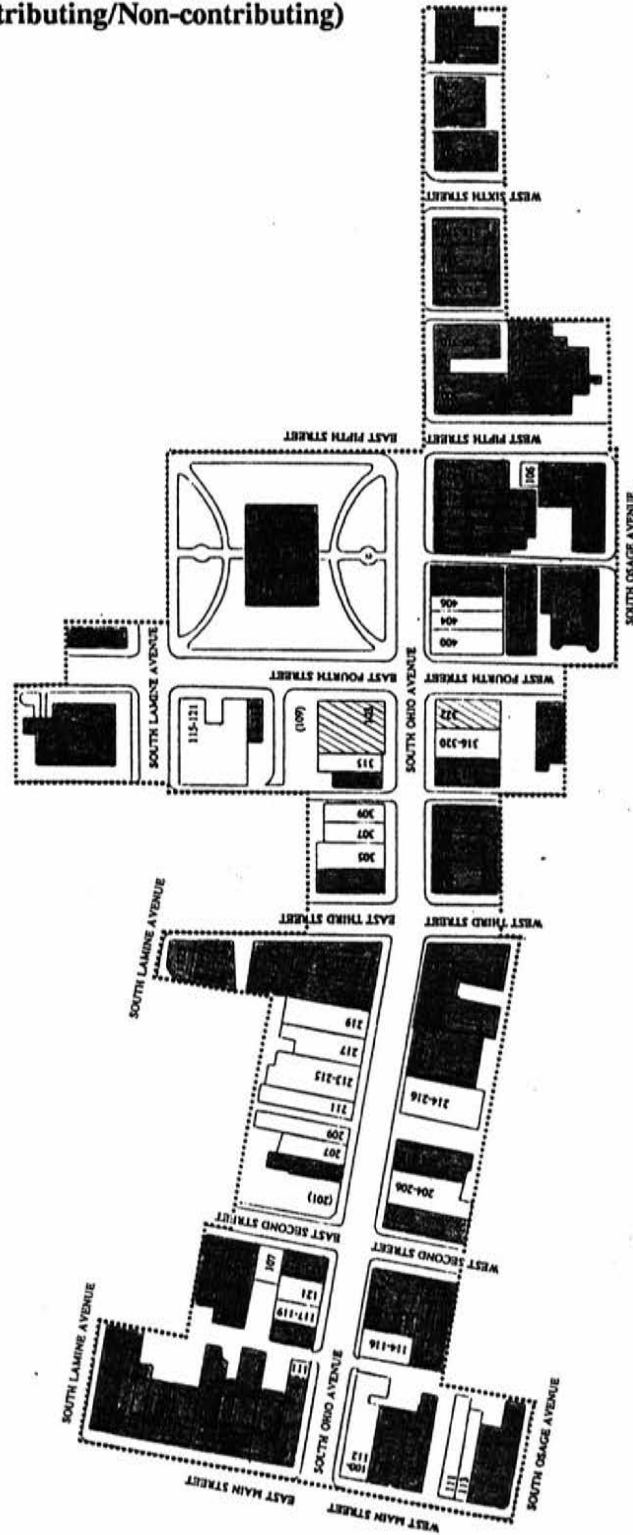 tributing/Non-contributing)
WEST SIXTH STREET
EAST FIFTH STREET
WEST FIFTH STREET
106
SOUTH OSAGE AVENUE
406
404
400
SOUTH LAMINE AVENUE
EAST FOURTH STREET
SOUTH OHIO AVENUE
WEST FOURTH STREET
115-121
(109)
315
322
316-320
309
307
305
SOUTH LAMINE AVENUE
EAST THIRD STREET
WEST THIRD STREET
219
217
213-215
211
209
207
(201)
214-216
204-206
EAST SECOND STREET
WEST SECOND STREET
107
121
117-119
114-116
SOUTH LAMINE AVENUE
111
SOUTH OHIO AVENUE
100-
112
111
113
SOUTH OSAGE AVENUE
EAST MAIN STREET
WEST MAIN STREET